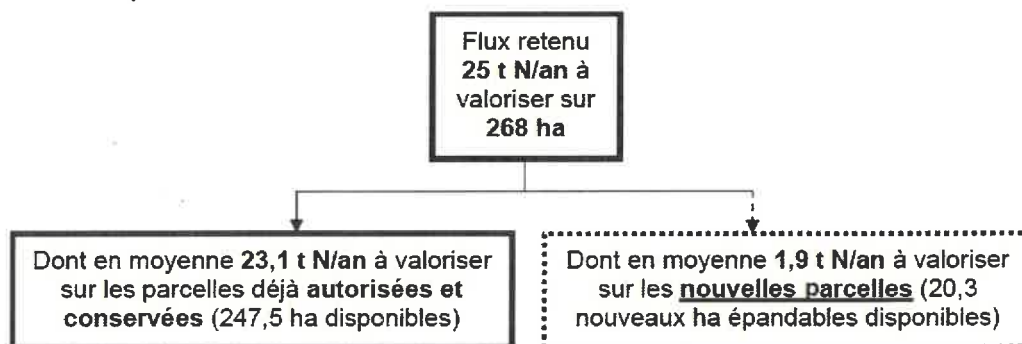 Flux retenu
25 t N/an à
valoriser sur
268 ha
Dont en moyenne 23,1 t N/an à valoriser
sur les parcelles déjà autorisées et
conservées (247,5 ha disponibles)
Dont en moyenne 1,9 t N/an à valoriser
sur les nouvelles parcelles (20,3
nouveaux ha épandables disponibles)